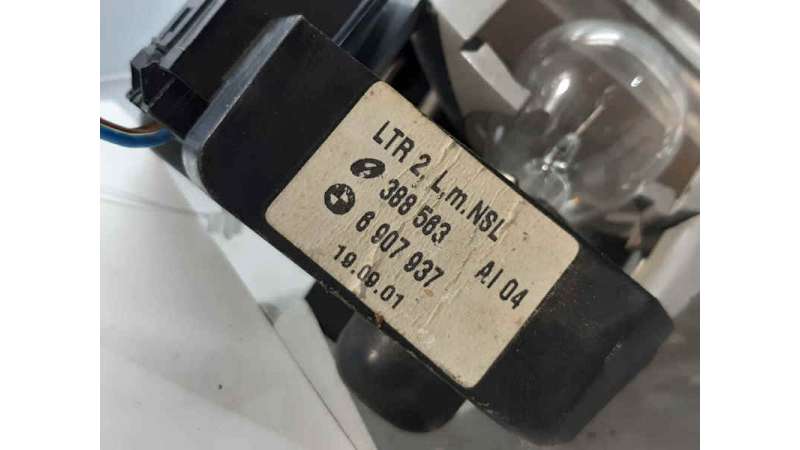 LTR 2, L,m.NSL
388 563
6 907 937 AI 04
19.09.01